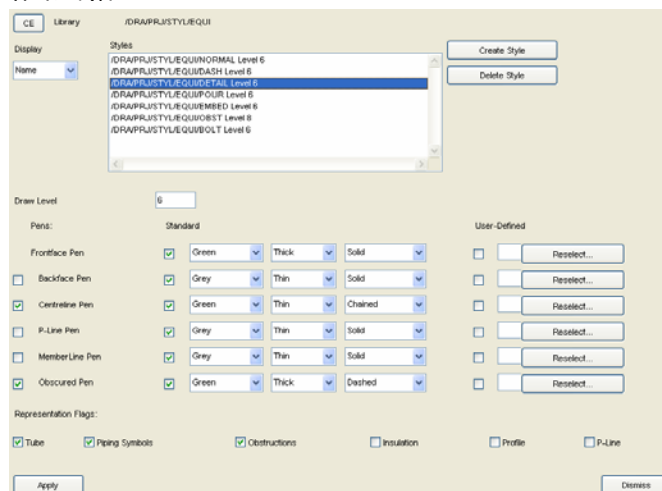 CE Library /DRA/PRJ/STYL/EQUI
Display
Styles
Name
/DRA/PRJ/STYL/EQUI/NORMAL Level 6
/DRA/PRJ/STYL/EQUI/DASH Level 6
/DRA/PRJ/STYL/EQUI/DETAIL Level 6
/DRA/PRJ/STYL/EQUI/POUR Level 6
/DRA/PRJ/STYL/EQUI/EMBED Level 6
/DRA/PRJ/STYL/EQUI/OBST Level 8
/DRA/PRJ/STYL/EQUI/BOLT Level 6
Create Style
Delete Style
Draw Level 6
Pens: Standard User-Defined
Frontface Pen Green Thick Solid Reselect...
Backface Pen Grey Thin Solid Reselect...
Centreline Pen Green Thin Chained Reselect...
P-Line Pen Grey Thin Solid Reselect...
Member Line Pen Grey Thin Solid Reselect...
Obscured Pen Green Thick Dashed Reselect...
Representation Flags:
Tube Piping Symbols Obstructions Insulation Profile P-Line
Apply Dismiss